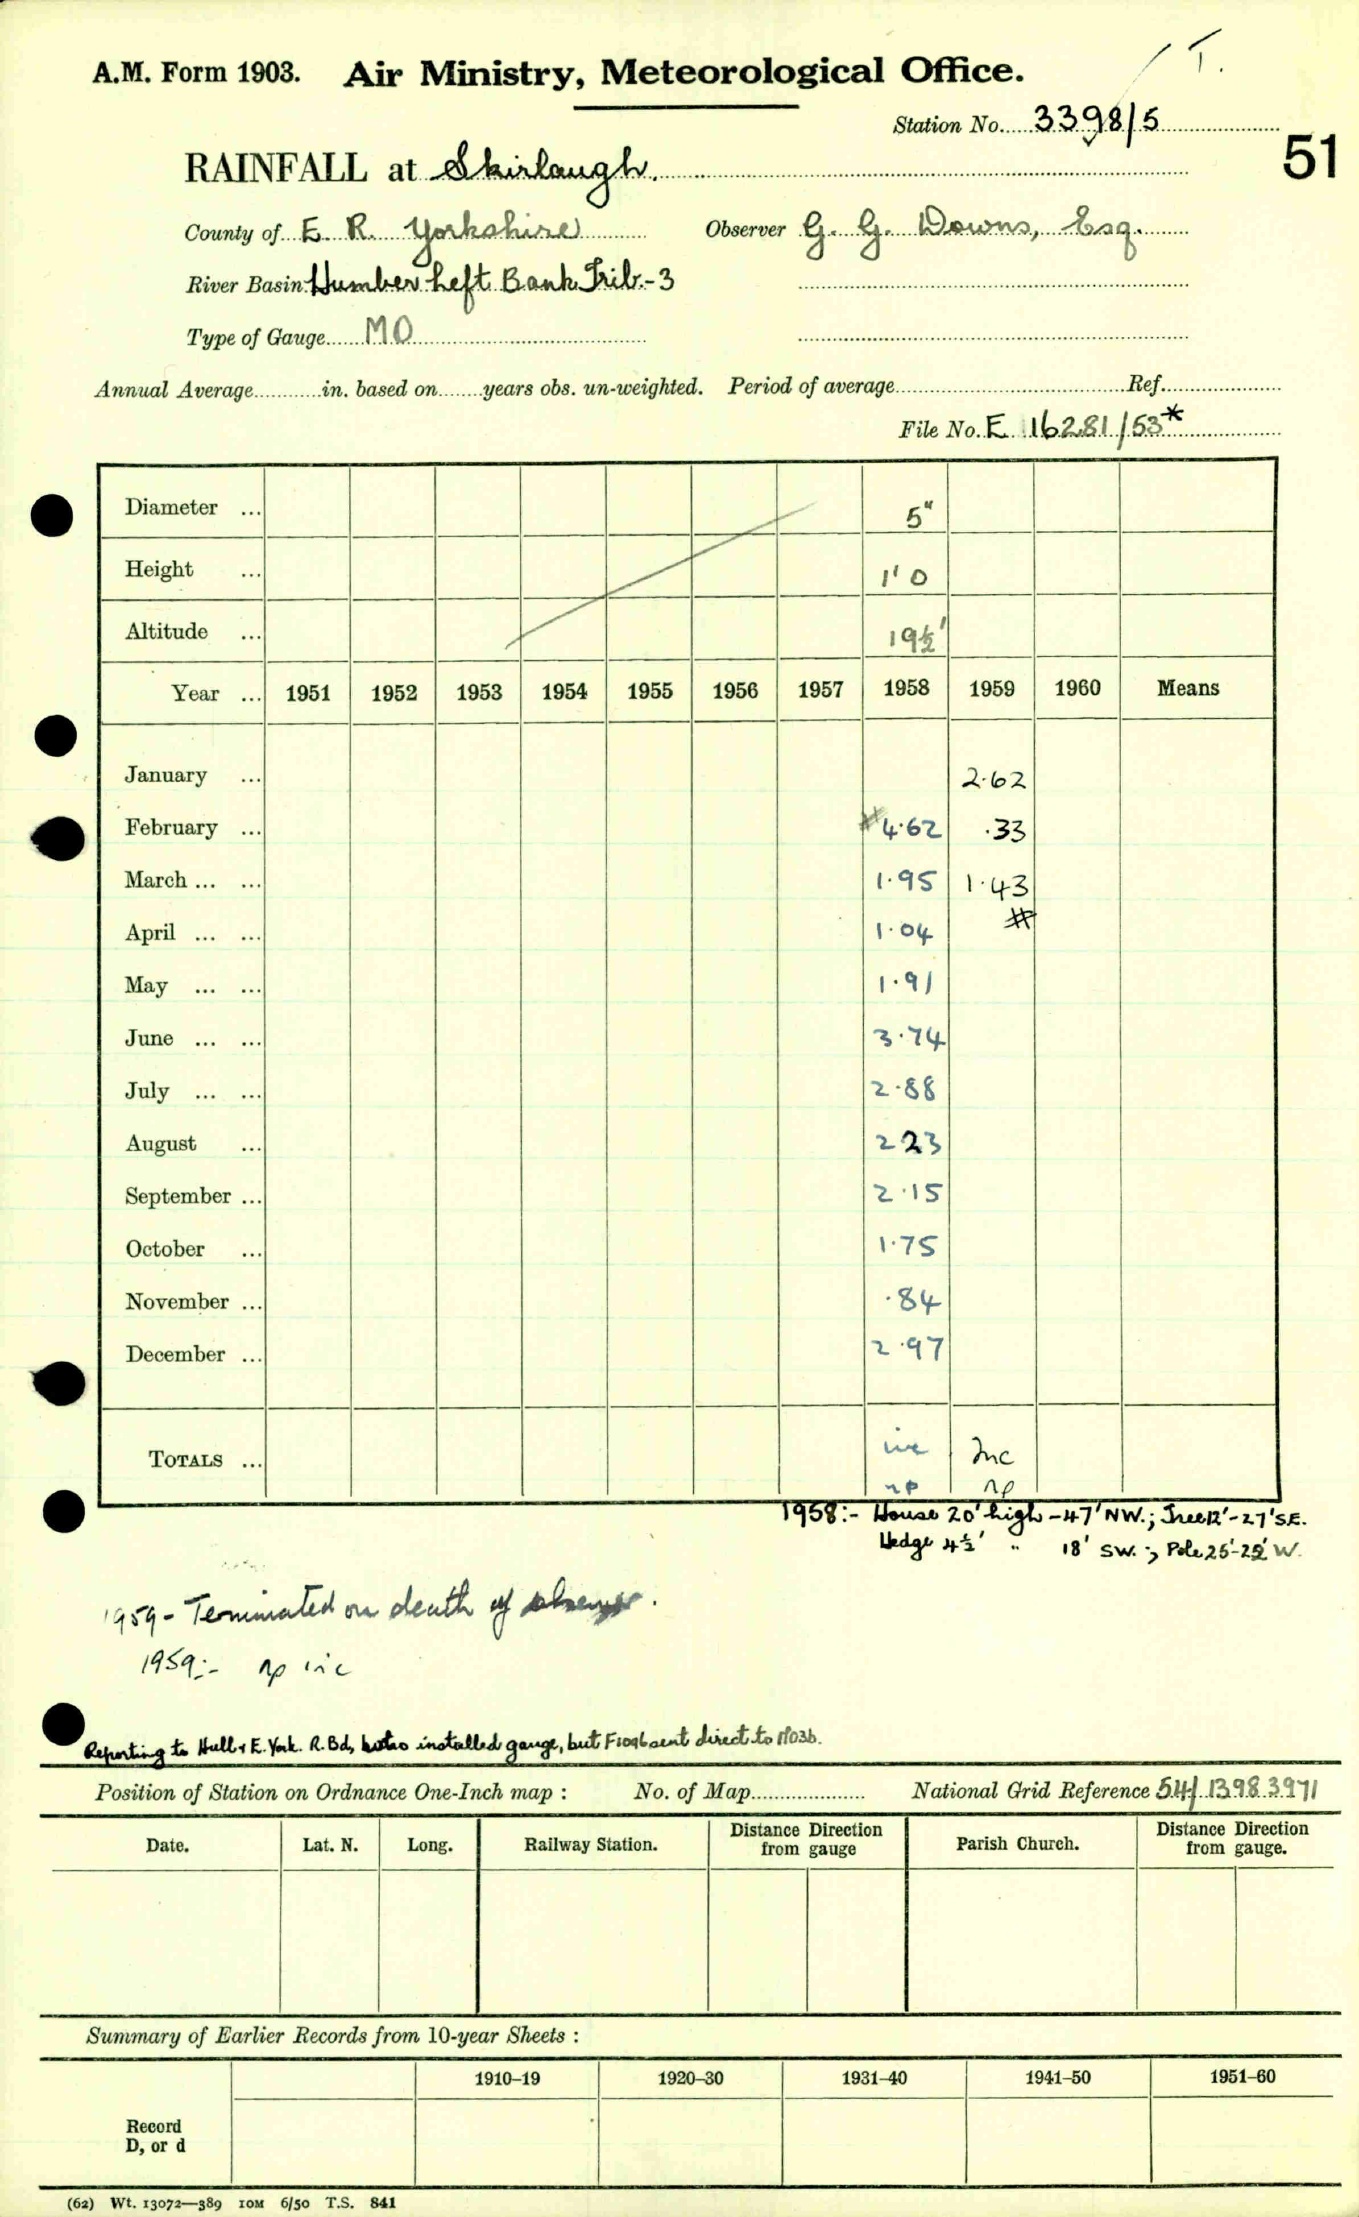 T.
A.M. Form 1903. Air Ministry, Meteorological Office.
Station No. 3398/5
51
RAINFALL at Skirlaugh.
County of E. R. Yorkshire Observer G. G. Downs, Esq.
River Basin Humber Left Bank Trib.-3
Type of Gauge MO
Annual Average in. based on years obs. un-weighted. Period of average Ref.
File No. E 16281/53*
Diameter ... 5"
Height ... 1' 0
Altitude ... 19½'
Year ... 1951 1952 1953 1954 1955 1956 1957 1958 1959 1960 Means
January ... 2.62
February ... # 4.62 .33
March ... ... 1.95 1.43
April ... ... 1.04 #
May ... ... 1.91
June ... ... 3.74
July ... ... 2.88
August ... 2 23
September ... 2.15
October ... 1.75
November ... .84
December ... 2.97
TOTALS ... inc Inc
np np
1958:- House 20' high -47' NW.; Tree 12'-27' S.E.
Hedge 4½' " 18' SW.; Pole 25'-25' W.
1959- Terminated on death of observer.
1959:- np inc
Reporting to Hull & E. York. R. Bd, who installed gauge, but F1096 sent direct to MO3b.
Position of Station on Ordnance One-Inch map : No. of Map National Grid Reference 54/ 1398 3971
Date. Lat. N. Long. Railway Station. Distance Direction from gauge Parish Church. Distance Direction from gauge.
Summary of Earlier Records from 10-year Sheets :
1910–19 1920–30 1931–40 1941–50 1951–60
Record
D, or d
(62) Wt. 13072—389 10M 6/50 T.S. 841